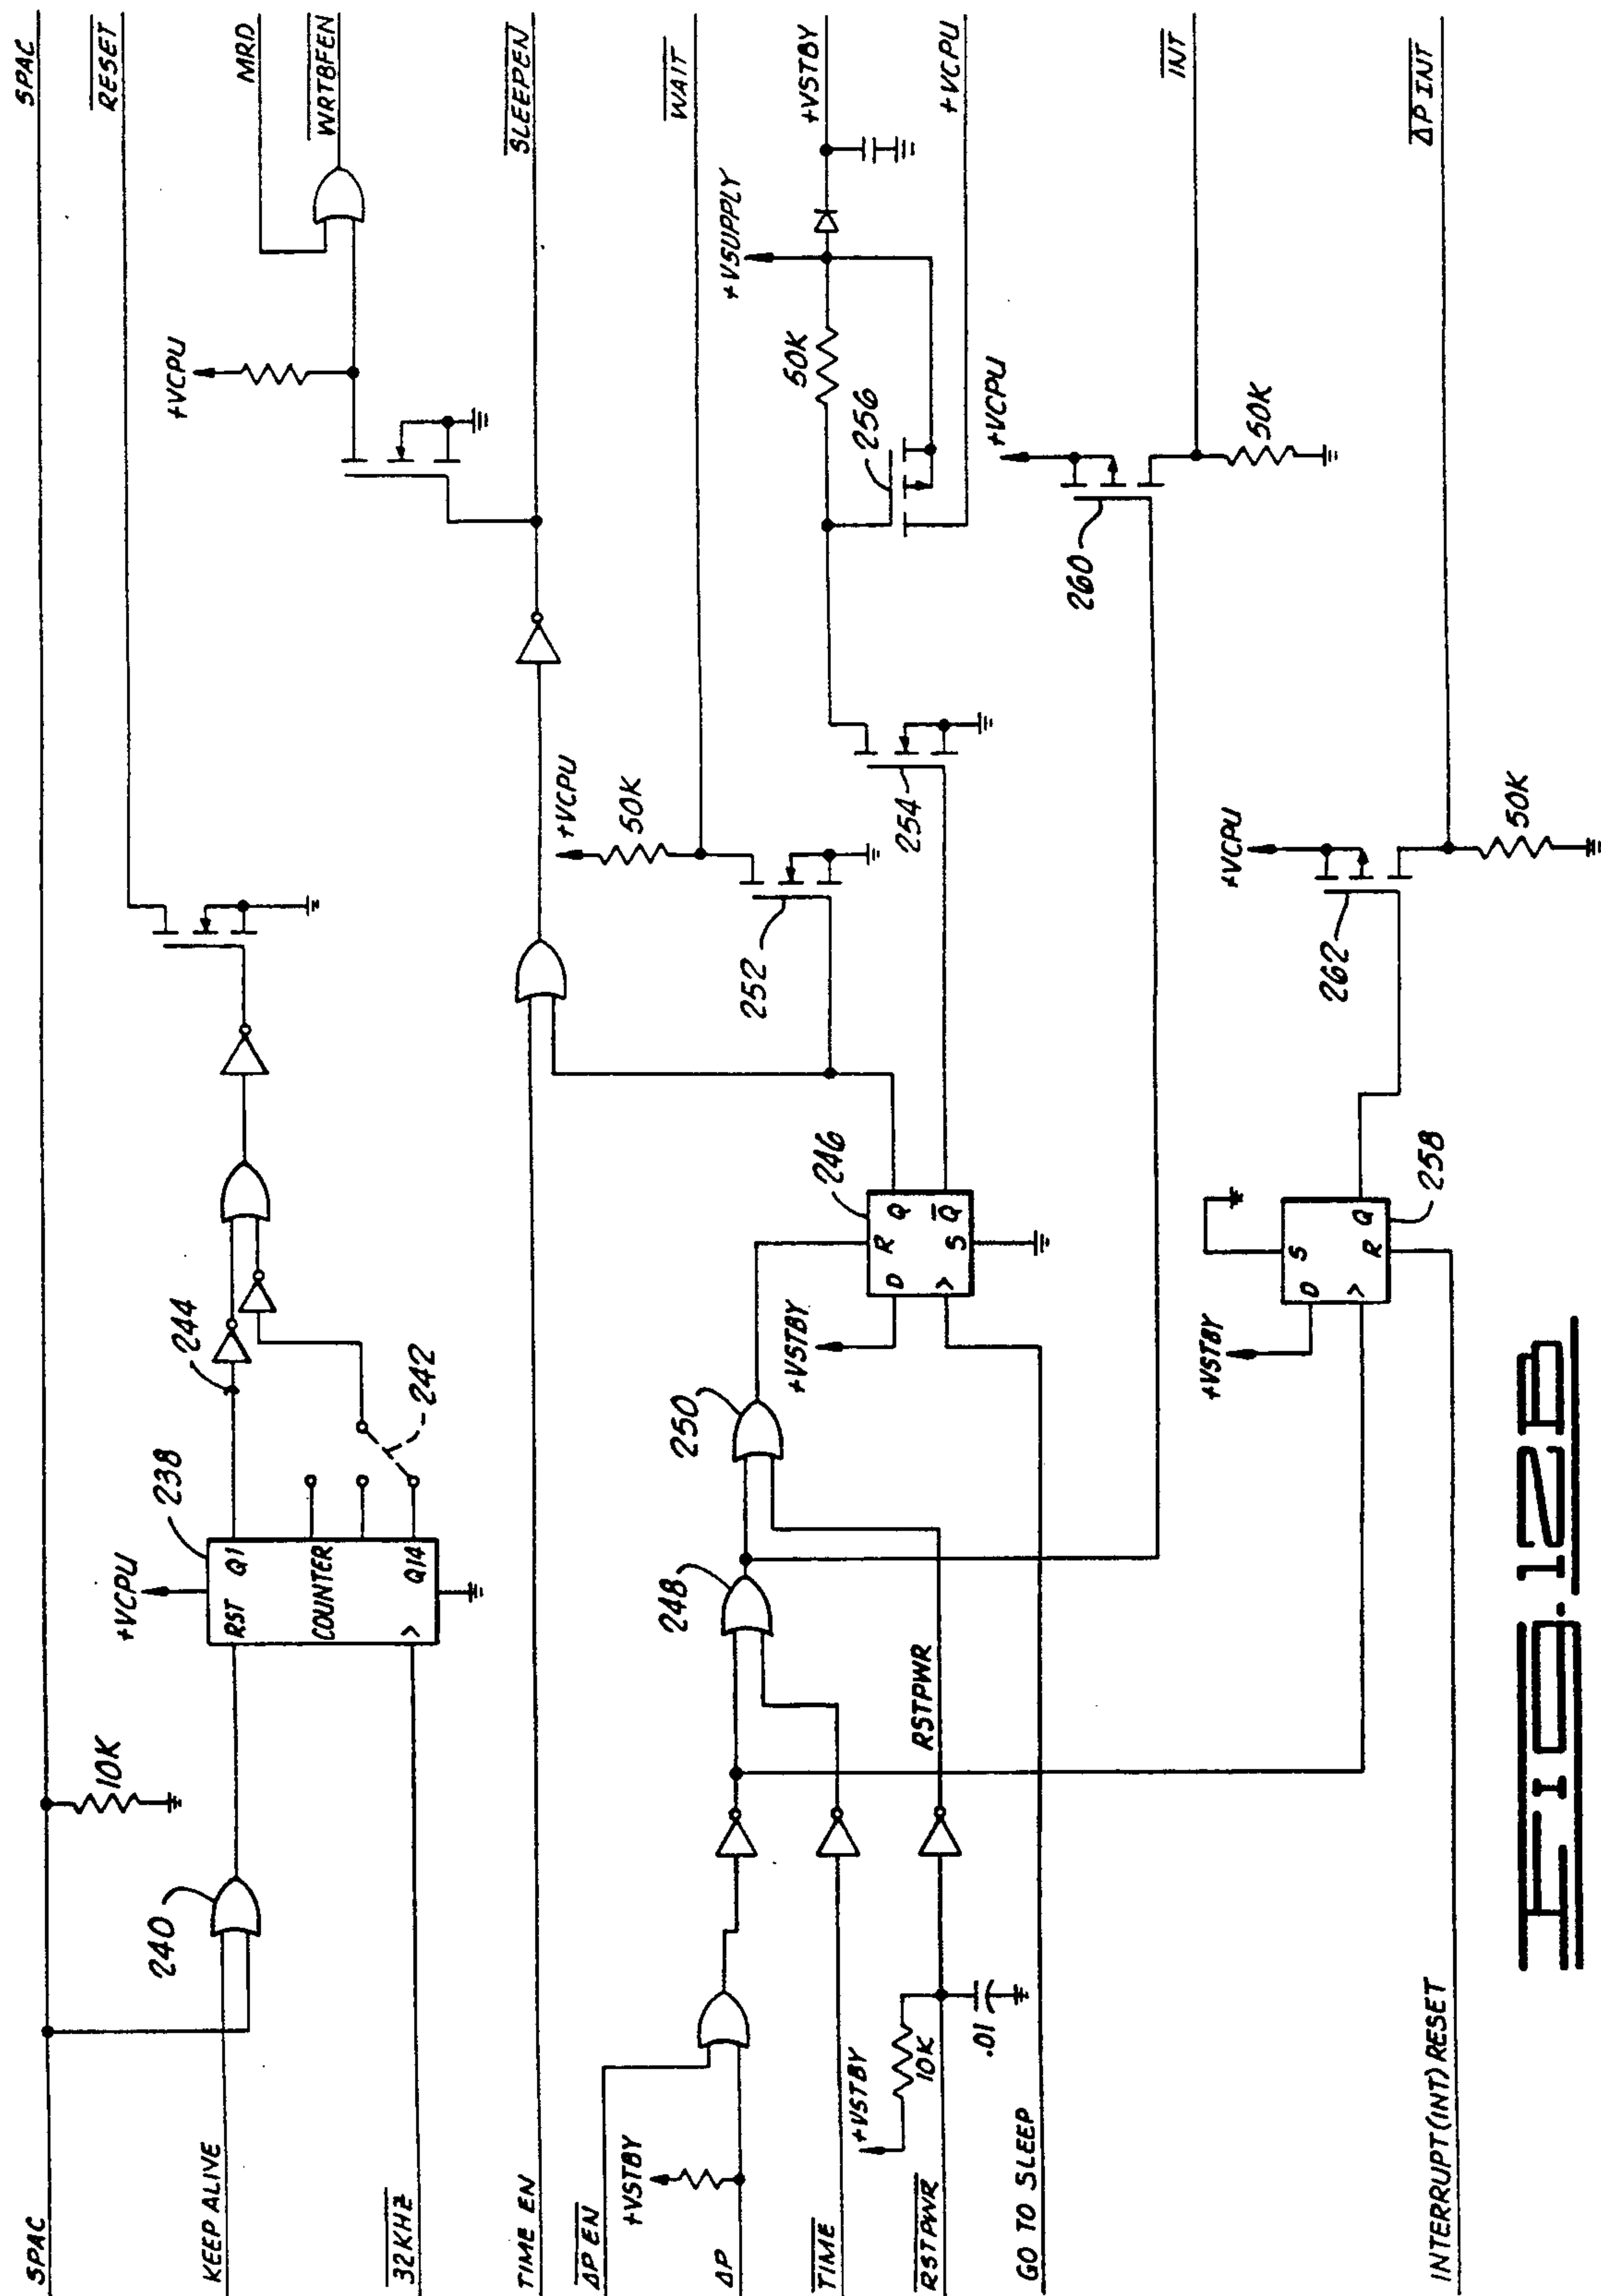 SPAC
SPAC
KEEP ALIVE
240
10K
+VCPU
238
RST Q1
COUNTER
Q14
244
242
RESET
+VCPU
MRD
WRTBFEN
32KHZ
TIME EN
SLEEPEN
ΔP EN
+VSTBY
ΔP
TIME
+VSTBY
10K
.01
RSTPWR
RSTPWR
GO TO SLEEP
248
250
+VSTBY
246
D R Q
S Q
252
+VCPU
50K
WAIT
254
50K
256
+VSUPPLY
+VSTBY
+VCPU
260
+VCPU
50K
INT
INTERRUPT(INT) RESET
+VSTBY
D S
R Q
258
262
+VCPU
50K
ΔP INT
FIG. 12B